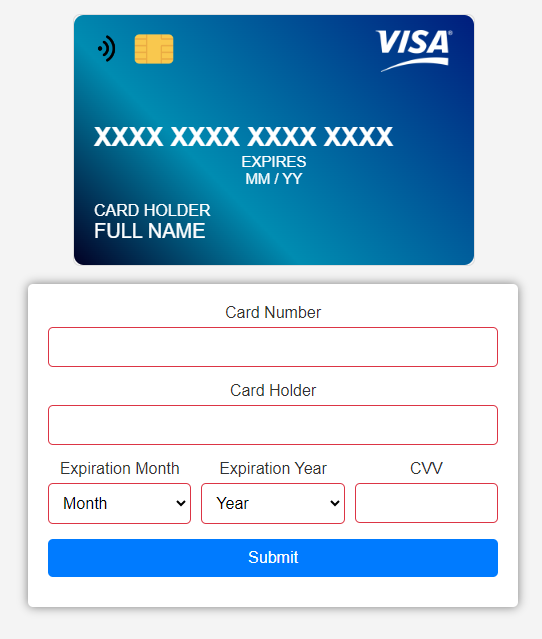 VISA®
XXXX XXXX XXXX XXXX
EXPIRES
MM / YY
CARD HOLDER
FULL NAME
Card Number
Card Holder
Expiration Month Expiration Year CVV
Month Year
Submit